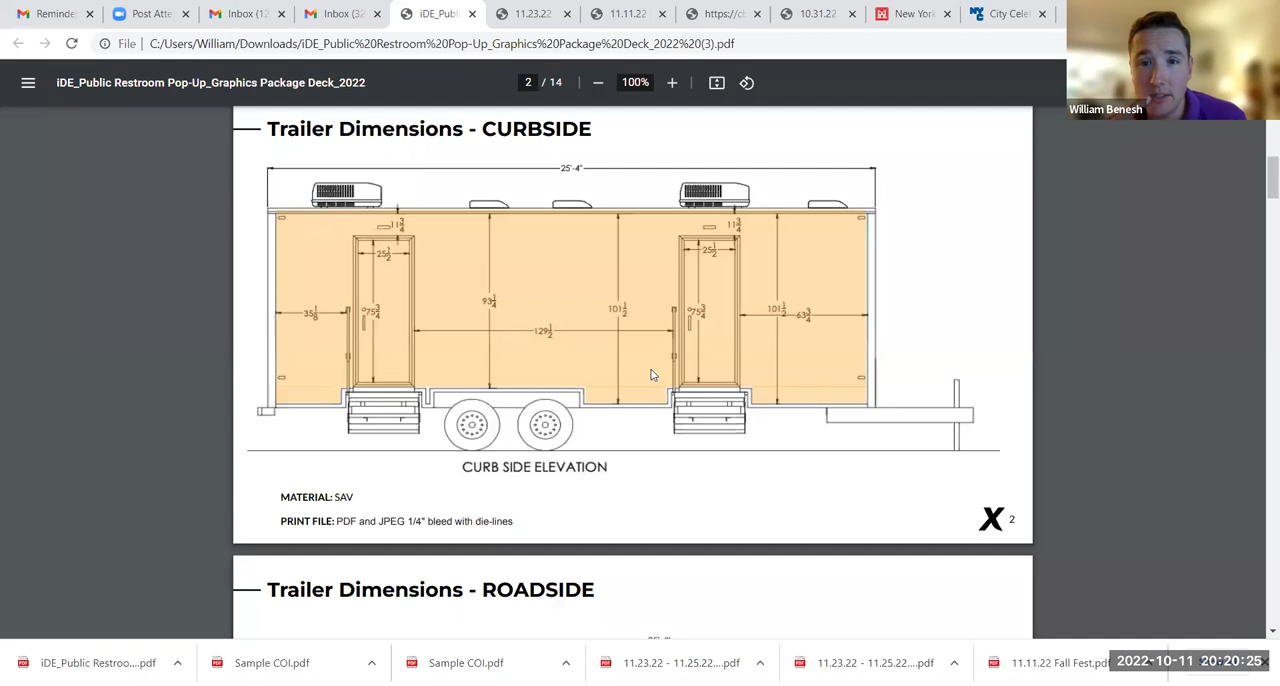 Reminde
Post Atte
Inbox (12
Inbox (32
iDE_Publi
11.23.22
11.11.22
https://cb
10.31.22
New York
City Celeb
File
C:/Users/William/Downloads/iDE_Public%20Restroom%20Pop-Up_Graphics%20Package%20Deck_2022%20(3).pdf
iDE_Public Restroom Pop-Up_Graphics Package Deck_2022
2 / 14
100%
William Benesh
Trailer Dimensions - CURBSIDE
25'-4"
11 3/4
11 3/4
25 1/2
25 1/2
93 1/4
101 1/2
101 1/2
35 1/8
75 3/4
75 3/4
63 3/4
129 1/2
CURB SIDE ELEVATION
MATERIAL: SAV
PRINT FILE: PDF and JPEG 1/4" bleed with die-lines
X 2
Trailer Dimensions - ROADSIDE
iDE_Public Restroo....pdf
Sample COI.pdf
Sample COI.pdf
11.23.22 - 11.25.22....pdf
11.23.22 - 11.25.22....pdf
11.11.22 Fall Fest.pdf
2022-10-11 20:20:25